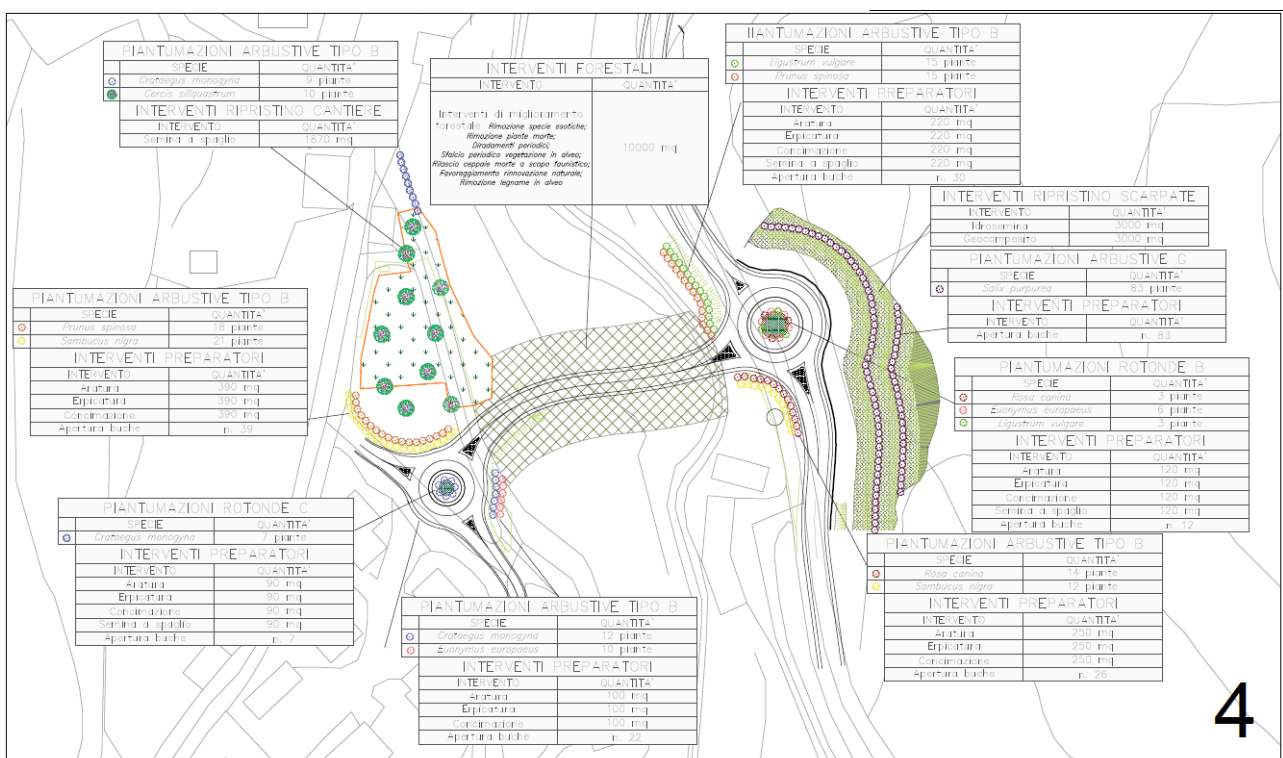 PIANTUMAZIONI ARBUSTIVE TIPO B
SPECIE QUANTITA'
Crataegus monogyna 9 piante
Cercis siliquastrum 10 piante
INTERVENTI RIPRISTINO CANTIERE
INTERVENTO QUANTITA'
Semina a spaglio 1870 mq
INTERVENTI FORESTALI
INTERVENTO QUANTITA'
Interventi di miglioramento
forestale Rimozione specie esotiche;
Rimozione piante morte;
Diradamenti periodici;
Sfalcio periodico vegetazione in alveo;
Rilascio ceppaie morte a scopo faunistico;
Favoreggiamento rinnovazione naturale;
Rimozione legname in alveo
10000 mq
IIANTUMAZIONI ARBUSTIVE TIPO B
SPECIE QUANTITA'
Ligustrum vulgare 15 piante
Prunus spinosa 15 piante
INTERVENTI PREPARATORI
INTERVENTO QUANTITA'
Aratura 220 mq
Erpicatura 220 mq
Concimazione 220 mq
Semina a spaglio 220 mq
Apertura buche n. 30
INTERVENTI RIPRISTINO SCARPATE
INTERVENTO QUANTITA'
Idrosemina 3000 mq
Geocomposito 3000 mq
PIANTUMAZIONI ARBUSTIVE G
SPECIE QUANTITA'
Salix purpurea 83 piante
INTERVENTI PREPARATORI
INTERVENTO QUANTITA'
Apertura buche n. 83
PIANTUMAZIONI ARBUSTIVE TIPO B
SPECIE QUANTITA'
Prunus spinosa 18 piante
Sambucus nigra 21 piante
INTERVENTI PREPARATORI
INTERVENTO QUANTITA'
Aratura 390 mq
Erpicatura 390 mq
Concimazione 390 mq
Apertura buche n. 39
PIANTUMAZIONI ROTONDE B
SPECIE QUANTITA'
Rosa canina 3 piante
Euonymus europaeus 6 piante
Ligustrum vulgare 3 piante
INTERVENTI PREPARATORI
INTERVENTO QUANTITA'
Aratura 120 mq
Erpicatura 120 mq
Concimazione 120 mq
Semina a spaglio 120 mq
Apertura buche n. 12
PIANTUMAZIONI ROTONDE C
SPECIE QUANTITA'
Crataegus monogyna 7 piante
INTERVENTI PREPARATORI
INTERVENTO QUANTITA'
Aratura 90 mq
Erpicatura 90 mq
Concimazione 90 mq
Semina a spaglio 90 mq
Apertura buche n. 7
PIANTUMAZIONI ARBUSTIVE TIPO B
SPECIE QUANTITA'
Rosa canina 14 piante
Sambucus nigra 12 piante
INTERVENTI PREPARATORI
INTERVENTO QUANTITA'
Aratura 250 mq
Erpicatura 250 mq
Concimazione 250 mq
Apertura buche n. 26
PIANTUMAZIONI ARBUSTIVE TIPO B
SPECIE QUANTITA'
Crataegus monogyna 12 piante
Euonymus europaeus 10 piante
INTERVENTI PREPARATORI
INTERVENTO QUANTITA'
Aratura 100 mq
Erpicatura 100 mq
Concimazione 100 mq
Apertura buche n. 22
4